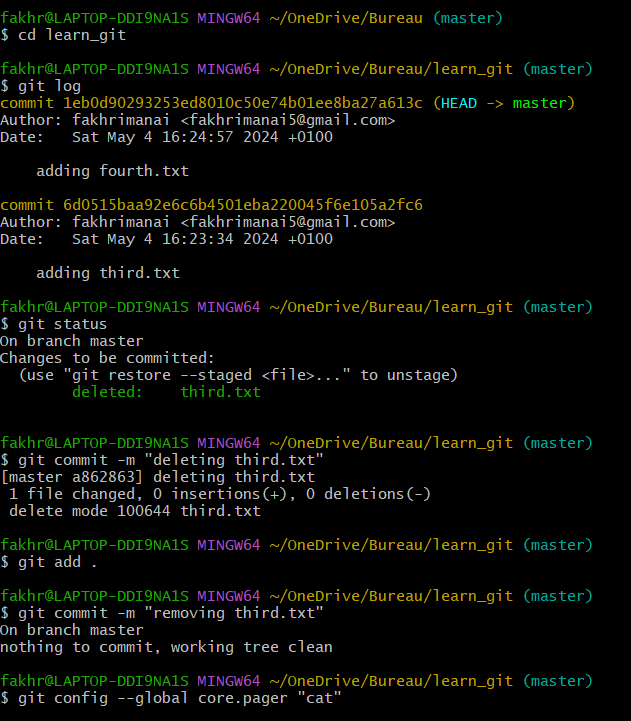 fakhr@LAPTOP-DDI9NA1S MINGW64 ~/OneDrive/Bureau (master)
$ cd learn_git
fakhr@LAPTOP-DDI9NA1S MINGW64 ~/OneDrive/Bureau/learn_git (master)
$ git log
commit 1eb0d90293253ed8010c50e74b01ee8ba27a613c (HEAD -> master)
Author: fakhrimanai <fakhrimanai5@gmail.com>
Date:   Sat May 4 16:24:57 2024 +0100
    adding fourth.txt
commit 6d0515baa92e6c6b4501eba220045f6e105a2fc6
Author: fakhrimanai <fakhrimanai5@gmail.com>
Date:   Sat May 4 16:23:34 2024 +0100
    adding third.txt
fakhr@LAPTOP-DDI9NA1S MINGW64 ~/OneDrive/Bureau/learn_git (master)
$ git status
On branch master
Changes to be committed:
  (use "git restore --staged <file>..." to unstage)
        deleted:    third.txt
fakhr@LAPTOP-DDI9NA1S MINGW64 ~/OneDrive/Bureau/learn_git (master)
$ git commit -m "deleting third.txt"
[master a862863] deleting third.txt
 1 file changed, 0 insertions(+), 0 deletions(-)
 delete mode 100644 third.txt
fakhr@LAPTOP-DDI9NA1S MINGW64 ~/OneDrive/Bureau/learn_git (master)
$ git add .
fakhr@LAPTOP-DDI9NA1S MINGW64 ~/OneDrive/Bureau/learn_git (master)
$ git commit -m "removing third.txt"
On branch master
nothing to commit, working tree clean
fakhr@LAPTOP-DDI9NA1S MINGW64 ~/OneDrive/Bureau/learn_git (master)
$ git config --global core.pager "cat"